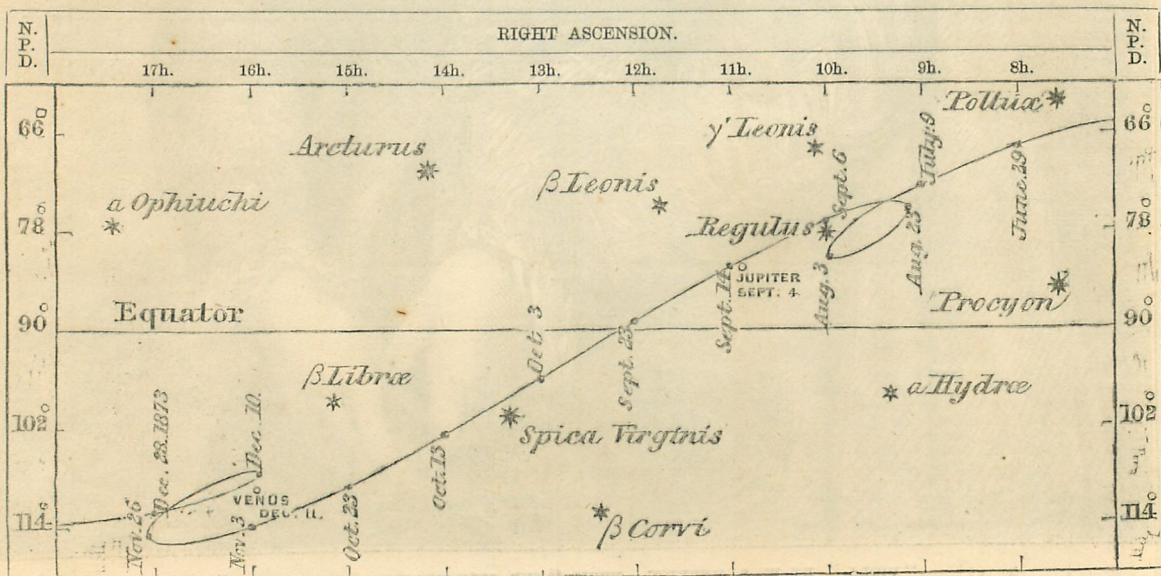 N.
P.
D.
RIGHT ASCENSION.
N.
P.
D.
17h. 16h. 15h. 14h. 13h. 12h. 11h. 10h. 9h. 8h.
Pollux
66°
66°
γ' Leonis
Arcturus
July. 9
June. 29
Sept. 6
β Leonis
α Ophiuchi
78°
Regulus
78°
Aug. 23
Aug. 3
JUPITER
SEPT. 4
Sept. 14
Procyon
Equator
90°
90°
Oct. 3
Sept. 23
β Libræ
α Hydræ
Dec. 28. 1873
Dec. 10.
102°
102°
Spica Virginis
Oct. 13
VENUS
DEC. 11.
114°
114°
Nov. 26
Nov. 3
Oct. 23
β Corvi